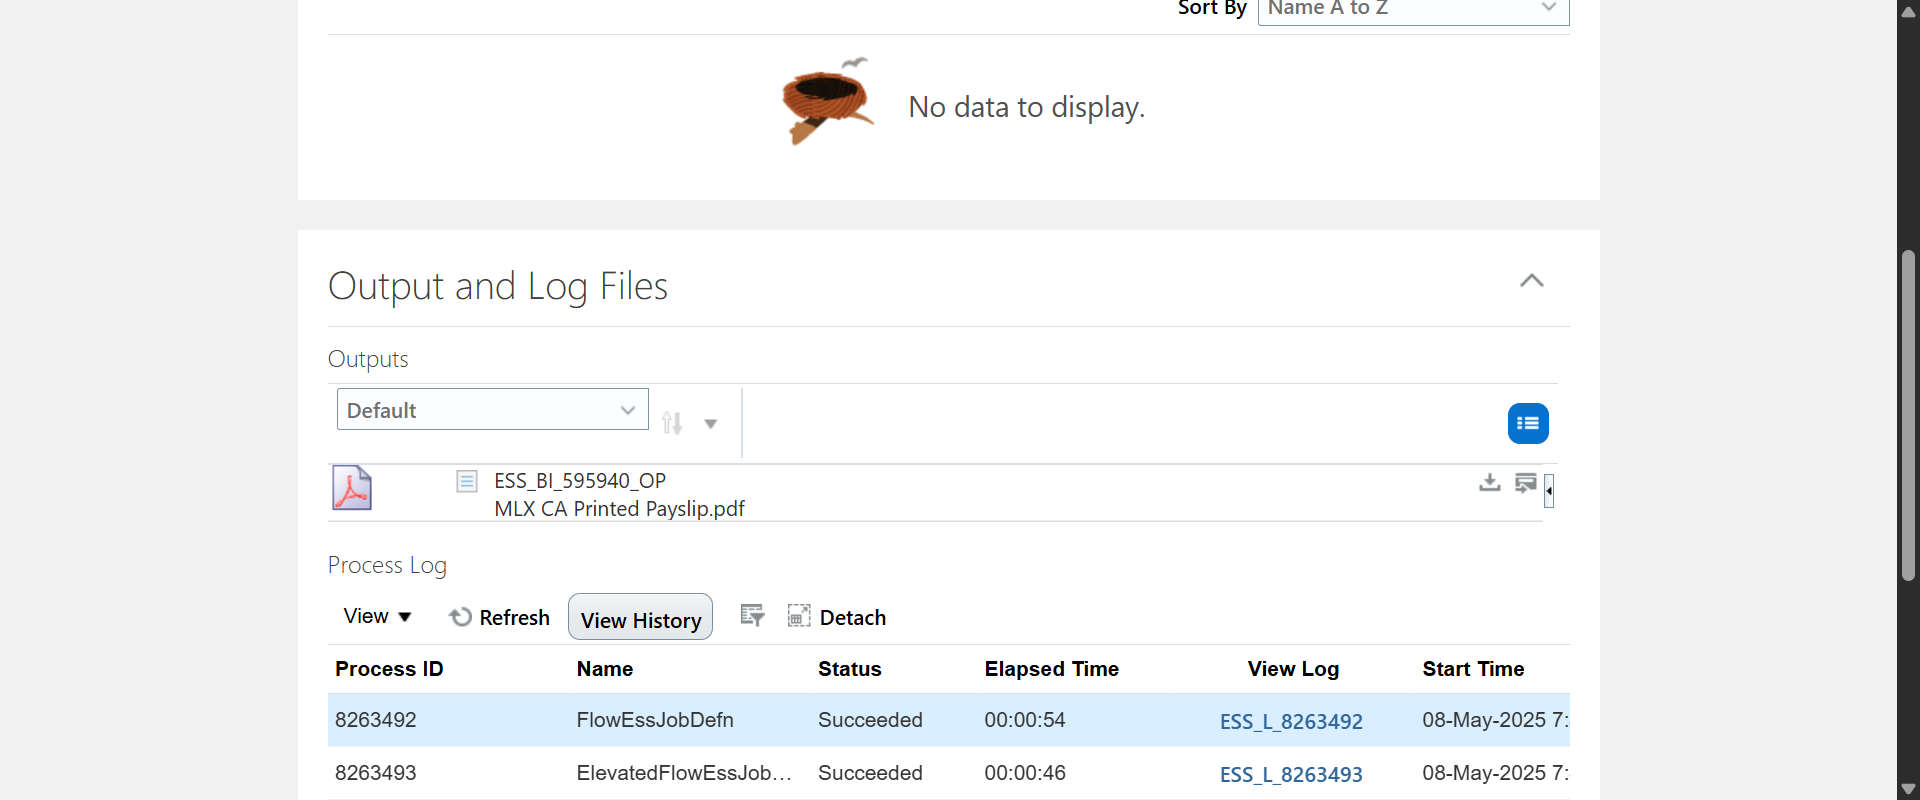 Sort By Name A to Z
No data to display.
Output and Log Files
Outputs
Default
ESS_BI_595940_OP
MLX CA Printed Payslip.pdf
Process Log
View Refresh View History Detach
Process ID Name Status Elapsed Time View Log Start Time
8263492 FlowEssJobDefn Succeeded 00:00:54 ESS_L_8263492 08-May-2025 7:
8263493 ElevatedFlowEssJob... Succeeded 00:00:46 ESS_L_8263493 08-May-2025 7: